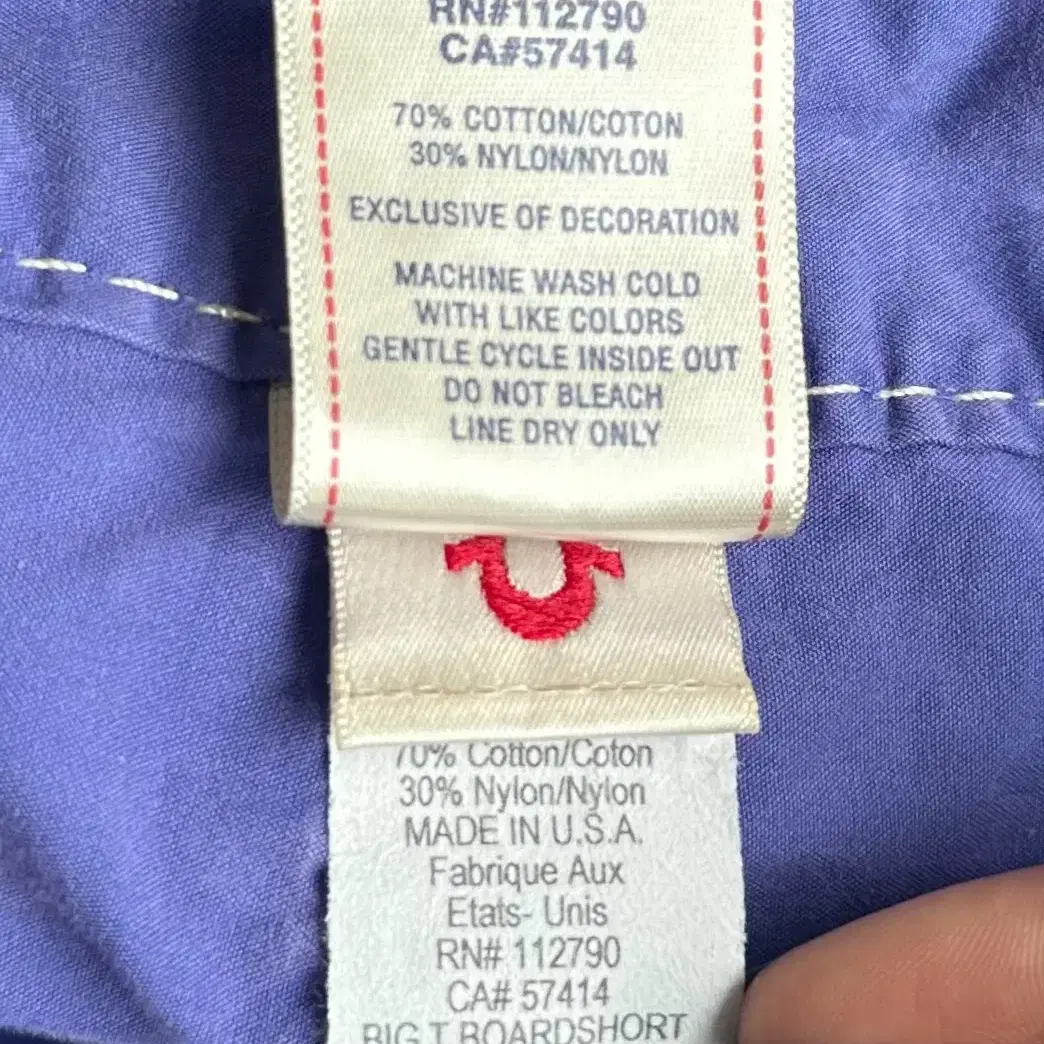 RN#112790
CA#57414
70% COTTON/COTON
30% NYLON/NYLON
EXCLUSIVE OF DECORATION
MACHINE WASH COLD
WITH LIKE COLORS
GENTLE CYCLE INSIDE OUT
DO NOT BLEACH
LINE DRY ONLY
70% Cotton/Coton
30% Nylon/Nylon
MADE IN U.S.A.
Fabrique Aux
Etats- Unis
RN# 112790
CA# 57414
BIG T BOARDSHORT